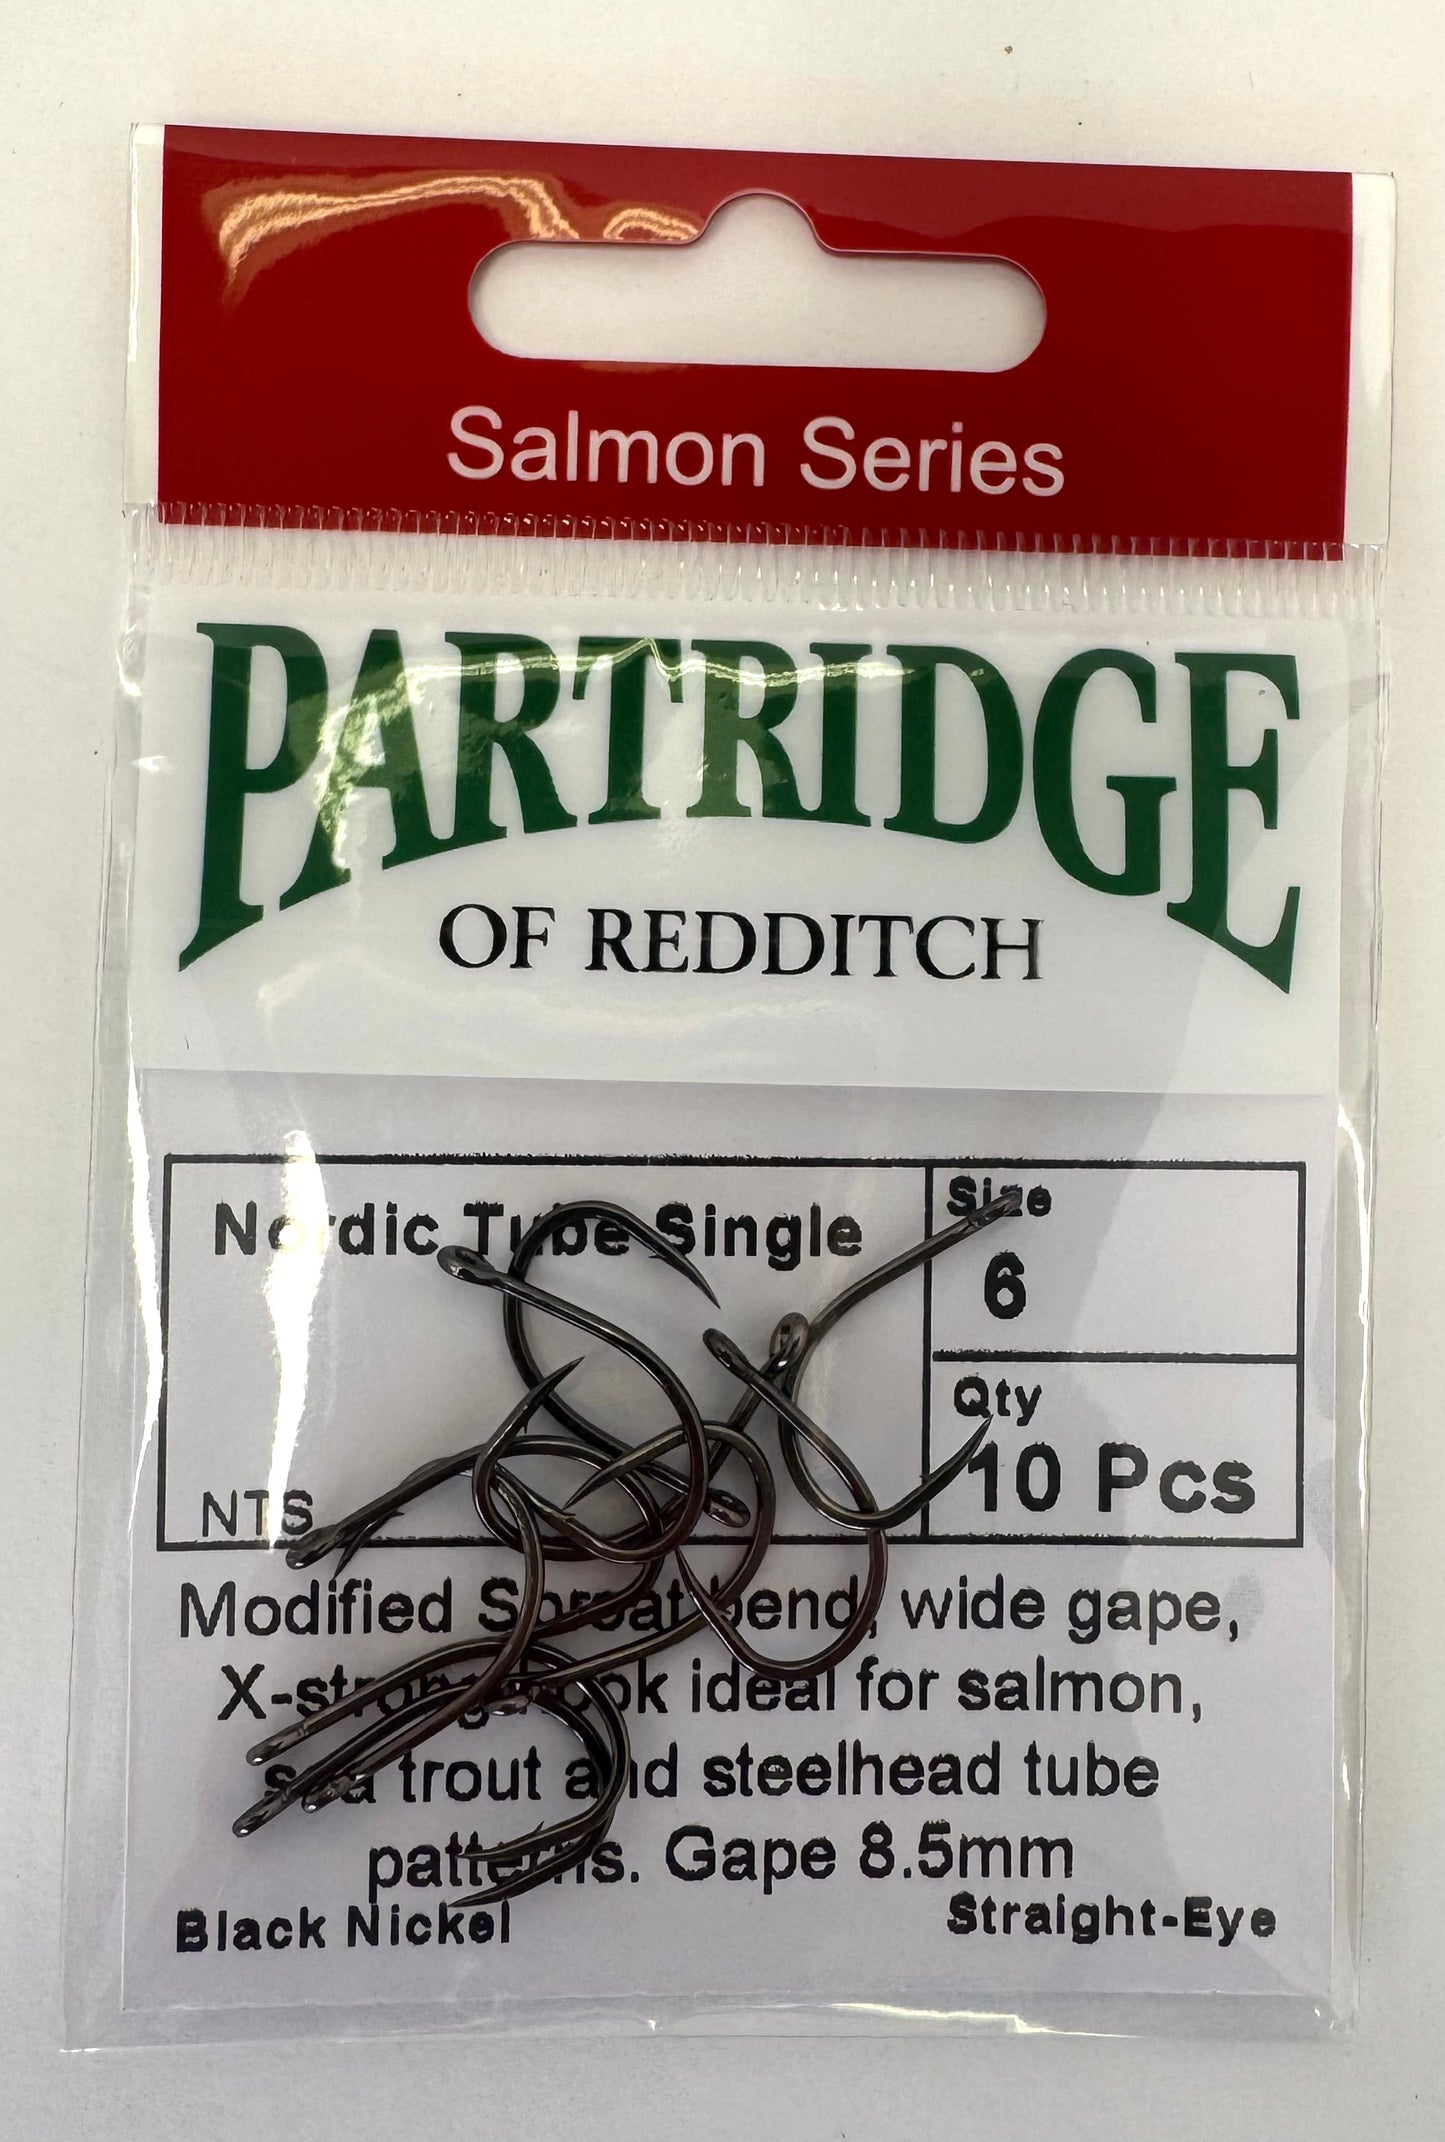 Salmon Series
PARTRIDGE
OF REDDITCH
Nordic Tube Single
Size
6
Qty
10 Pcs
NTS
Modified Sproat bend, wide gape,
X-strong hook ideal for salmon,
sea trout and steelhead tube
patterns. Gape 8.5mm
Black Nickel
Straight-Eye